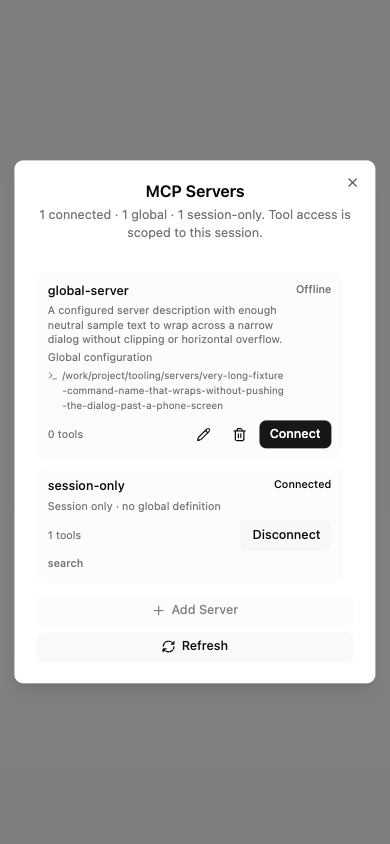 MCP Servers
1 connected · 1 global · 1 session-only. Tool access is
scoped to this session.
global-server
Offline
A configured server description with enough
neutral sample text to wrap across a narrow
dialog without clipping or horizontal overflow.
Global configuration
/work/project/tooling/servers/very-long-fixture
-command-name-that-wraps-without-pushing
-the-dialog-past-a-phone-screen
0 tools
Connect
session-only
Connected
Session only · no global definition
1 tools
Disconnect
search
Add Server
Refresh